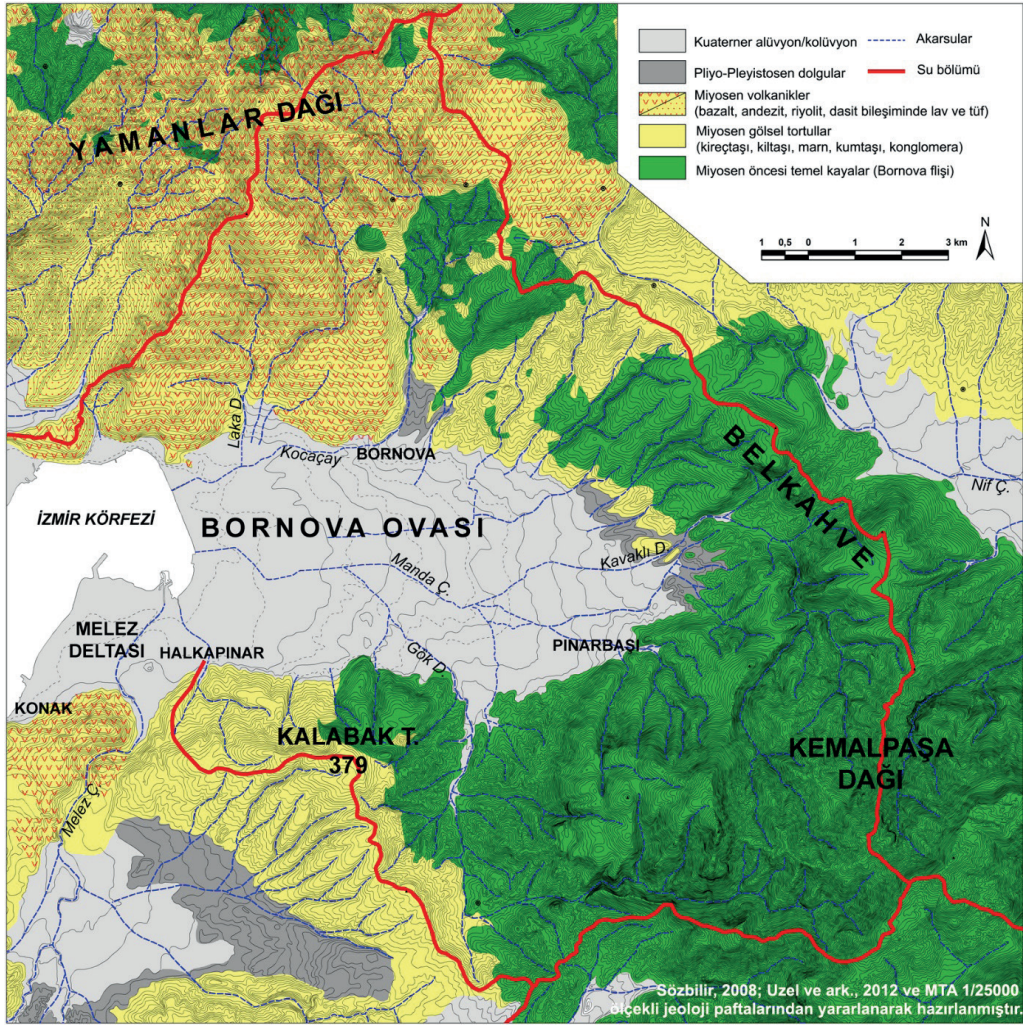 Kuaterner alüvyon/kolüvyon
Akarsular
Pliyo-Pleyistosen dolgular
Su bölümü
Miyosen volkanikler
(bazalt, andezit, riyolit, dasit bileşiminde lav ve tüf)
Miyosen gölsel tortullar
(kireçtaşı, kiltaşı, marn, kumtaşı, konglomera)
Miyosen öncesi temel kayalar (Bornova flişi)
1 0,5 0 1 2 3 km
N
YAMANLAR DAĞI
Laka D.
Kocaçay
BORNOVA
BELKAHVE
Nif Ç.
İZMİR KÖRFEZİ
BORNOVA OVASI
Manda Ç.
Kavaklı D.
MELEZ
DELTASI
HALKAPINAR
Gök D.
PINARBAŞI
KONAK
KALABAK T.
379
KEMALPAŞA
DAĞI
Melez Ç.
Sözbilir, 2008; Uzel ve ark., 2012 ve MTA 1/25000
ölçekli jeoloji paftalarından yararlanarak hazırlanmıştır.